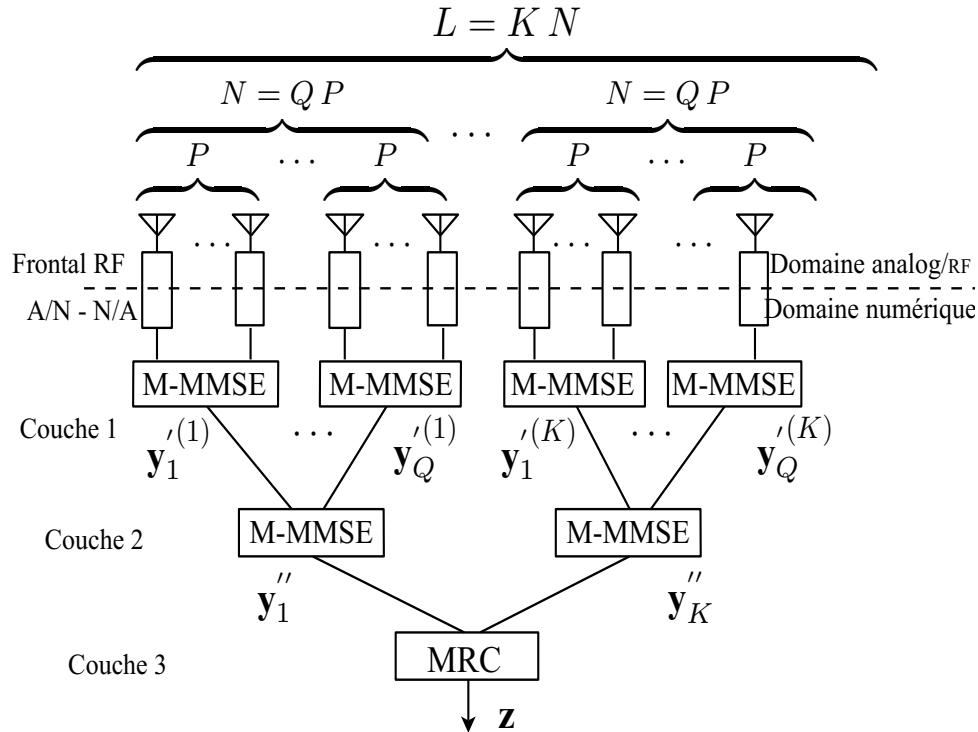 L = K N
N = Q P ... N = Q P
P ... P P ... P
... ... ... ...
Frontal RF Domaine analog/RF
A/N - N/A Domaine numérique
M-MMSE M-MMSE M-MMSE M-MMSE
Couche 1 y₁′⁽¹⁾ ... y_Q′⁽¹⁾ y₁′⁽ᴷ⁾ ... y_Q′⁽ᴷ⁾
Couche 2 M-MMSE M-MMSE
y₁″ y_K″
Couche 3 MRC
z